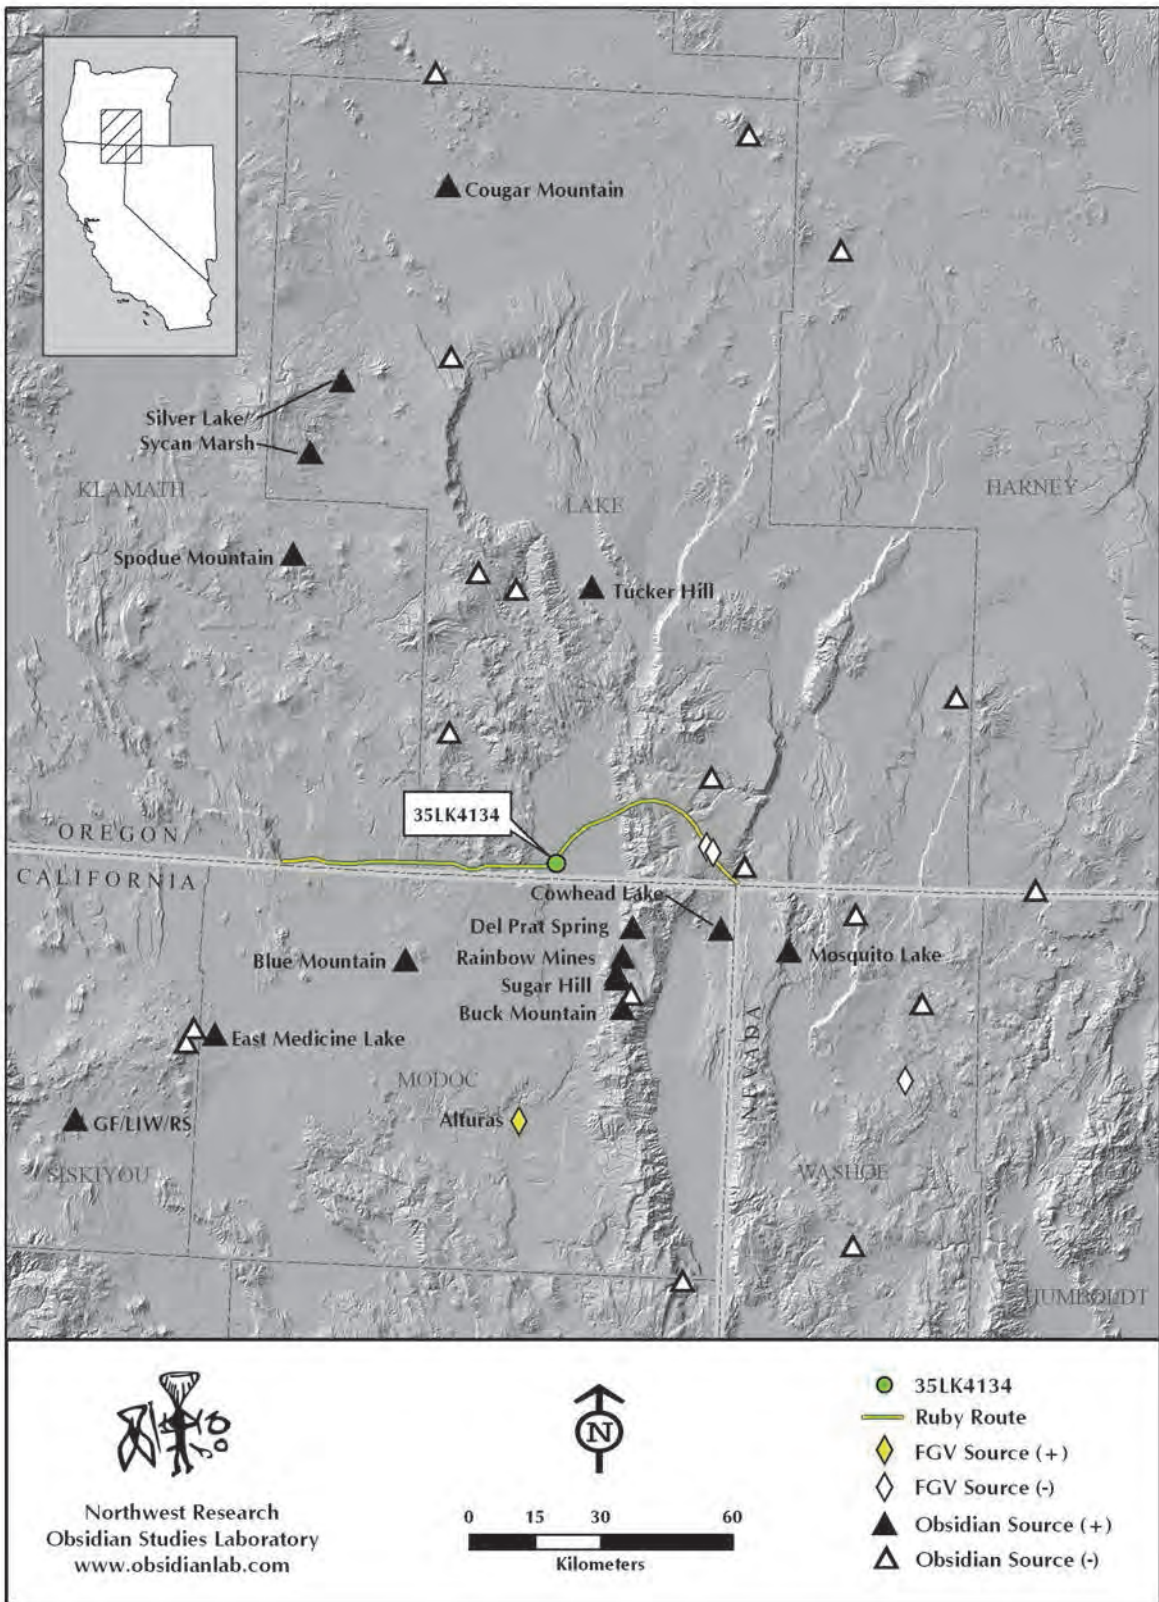 Cougar Mountain
Silver Lake
Sycan Marsh
KLAMATH
LAKE
HARNEY
Spodue Mountain
Tucker Hill
35LK4134
OREGON
CALIFORNIA
Cowhead Lake
Del Prat Spring
Blue Mountain
Rainbow Mines
Mosquito Lake
Sugar Hill
Buck Mountain
East Medicine Lake
NEVADA
MODOC
Alturas
GF/LIW/RS
SISKIYOU
WASHOE
HUMBOLDT
Northwest Research
Obsidian Studies Laboratory
www.obsidianlab.com
N
0 15 30 60
Kilometers
35LK4134
Ruby Route
FGV Source (+)
FGV Source (-)
Obsidian Source (+)
Obsidian Source (-)